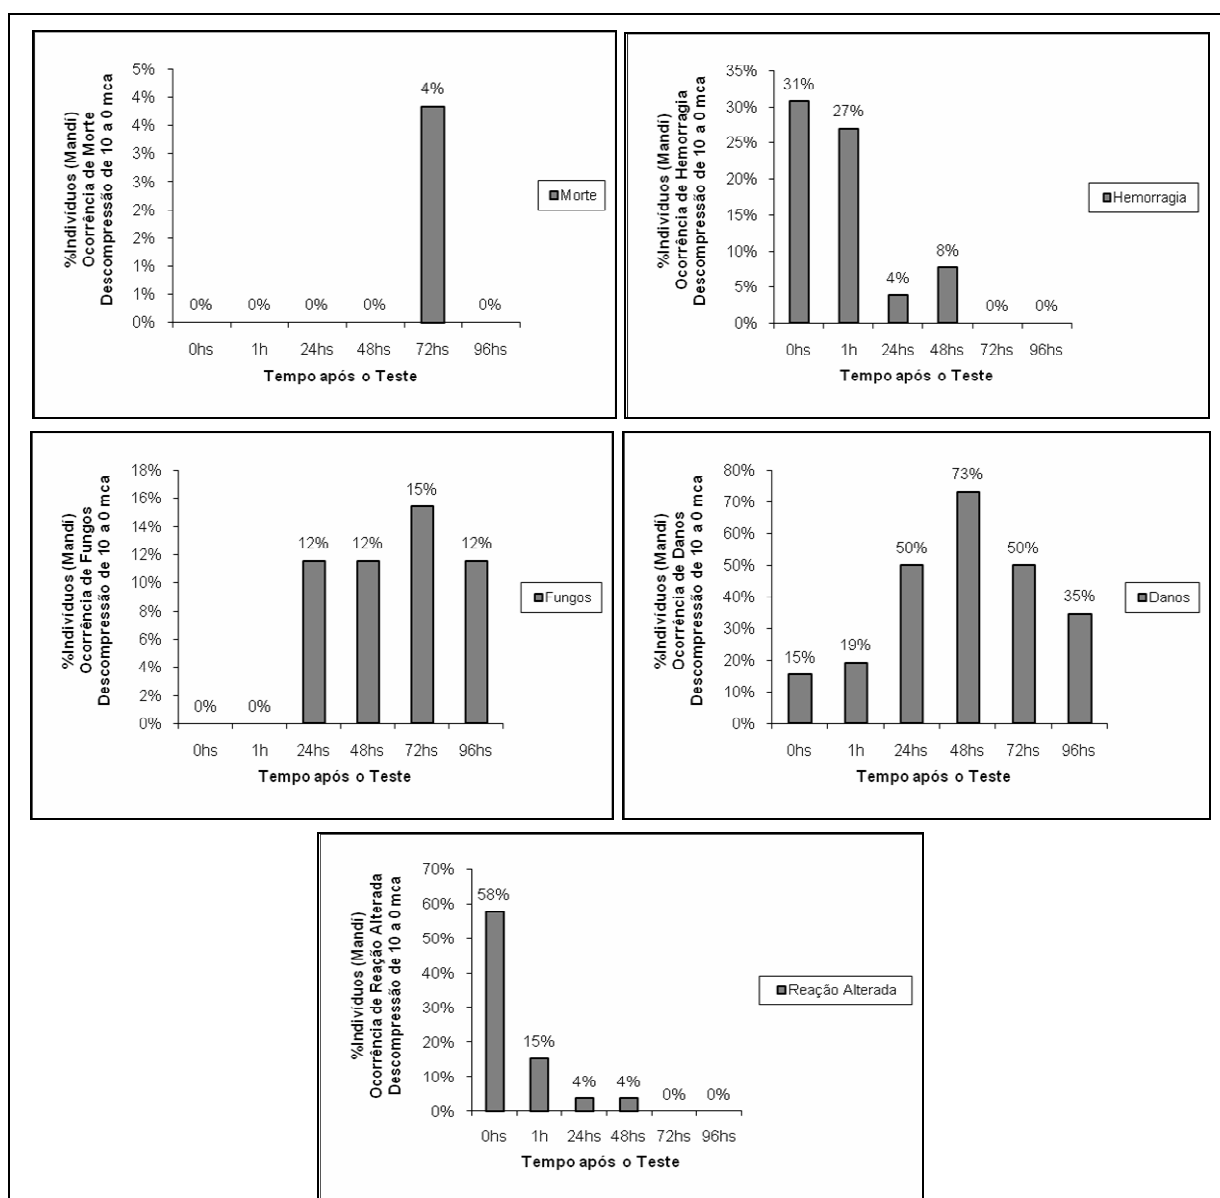 %Indivíduos (Mandi)
Ocorrência de Morte
Descompressão de 10 a 0 mca
5%
4%
4%
3%
3%
2%
2%
1%
1%
0%
0% 0% 0% 0% 4% 0%
0hs 1h 24hs 48hs 72hs 96hs
Tempo após o Teste
Morte
%Indivíduos (Mandi)
Ocorrência de Hemorragia
Descompressão de 10 a 0 mca
35%
30%
25%
20%
15%
10%
5%
0%
31% 27% 4% 8% 0% 0%
0hs 1h 24hs 48hs 72hs 96hs
Tempo após o Teste
Hemorragia
%Indivíduos (Mandi)
Ocorrência de Fungos
Descompressão de 10 a 0 mca
18%
16%
14%
12%
10%
8%
6%
4%
2%
0%
0% 0% 12% 12% 15% 12%
0hs 1h 24hs 48hs 72hs 96hs
Tempo após o Teste
Fungos
%Indivíduos (Mandi)
Ocorrência de Danos
Descompressão de 10 a 0 mca
80%
70%
60%
50%
40%
30%
20%
10%
0%
15% 19% 50% 73% 50% 35%
0hs 1h 24hs 48hs 72hs 96hs
Tempo após o Teste
Danos
%Indivíduos (Mandi)
Ocorrência de Reação Alterada
Descompressão de 10 a 0 mca
70%
60%
50%
40%
30%
20%
10%
0%
58% 15% 4% 4% 0% 0%
0hs 1h 24hs 48hs 72hs 96hs
Tempo após o Teste
Reação Alterada